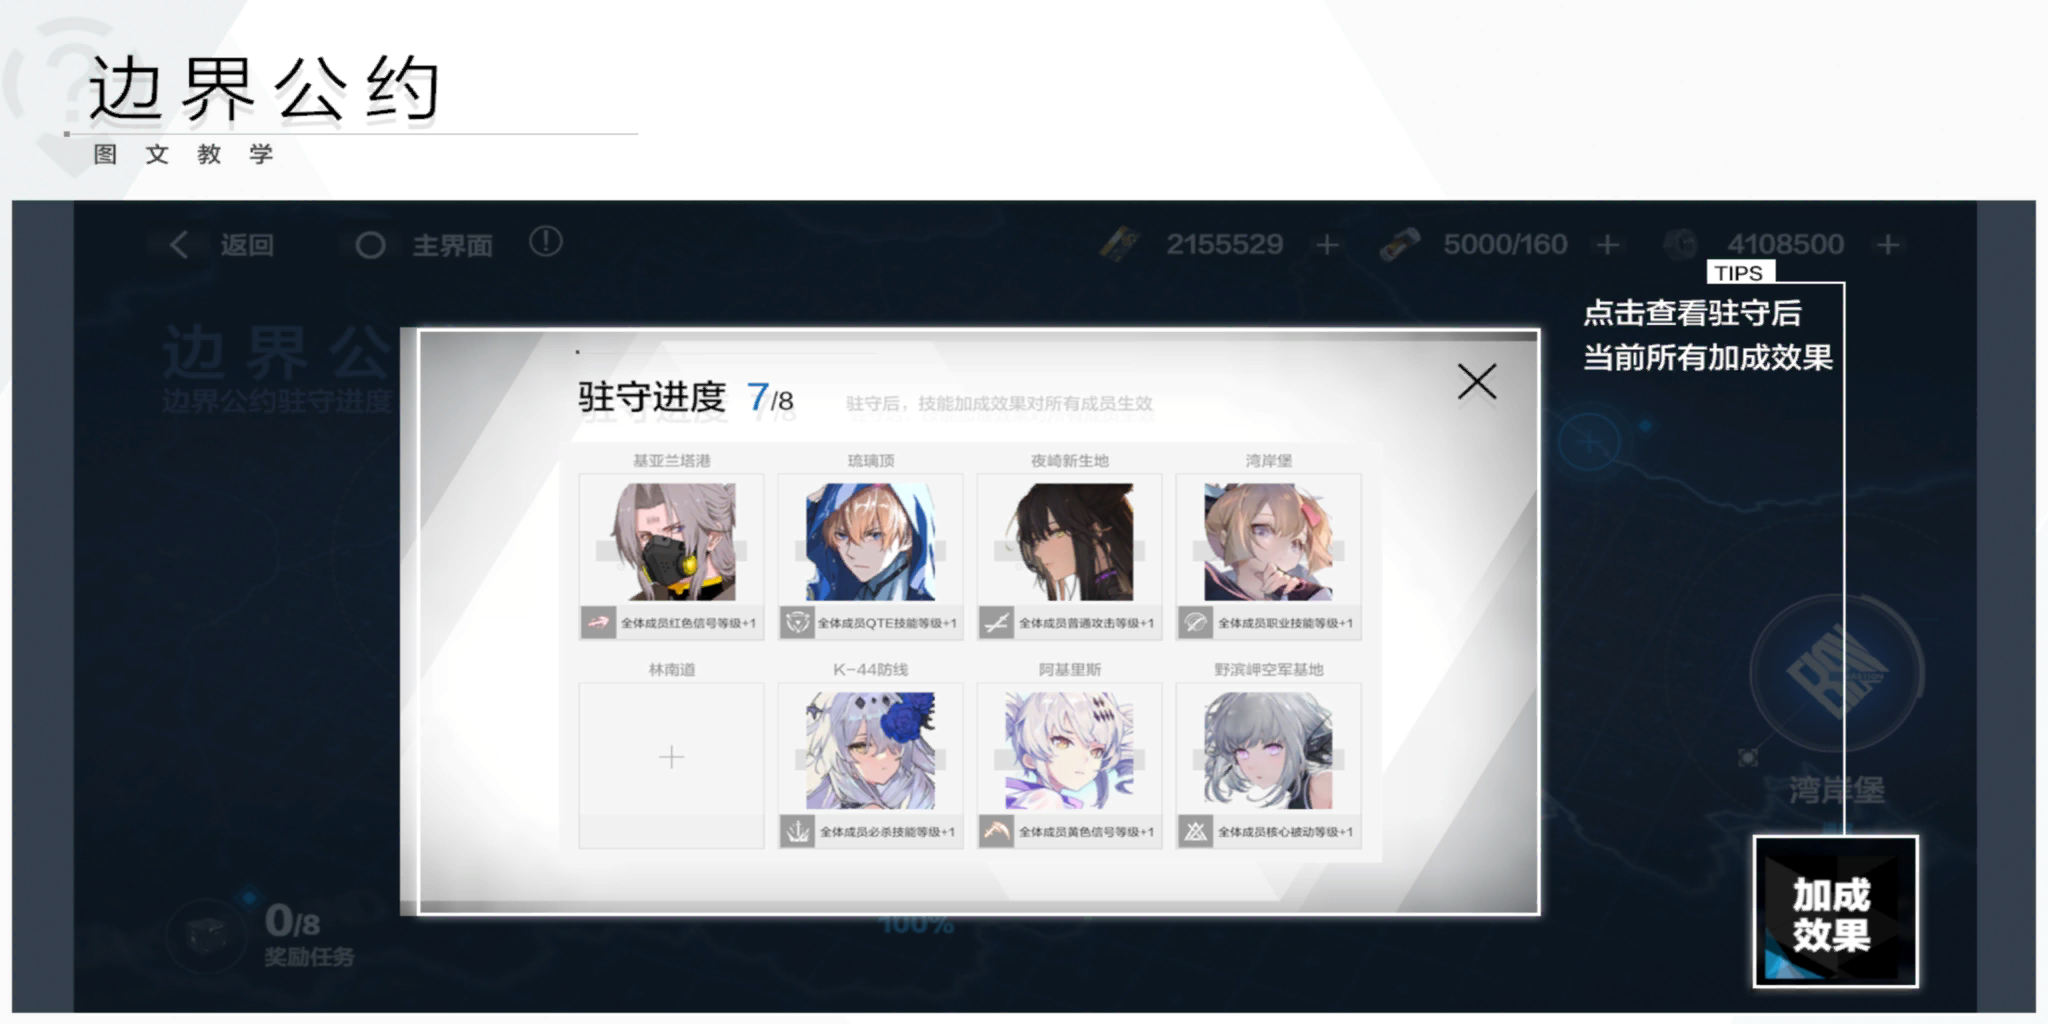 边界公约
图文教学
返回
主界面
2155529
5000/160
4108500
TIPS
点击查看驻守后
当前所有加成效果
边界公
边界公约驻守进度
驻守进度 7/8
驻守后，技能加成效果对所有成员生效
基亚兰塔港
琉璃顶
夜崎新生地
湾岸堡
全体成员红色信号等级+1
全体成员QTE技能等级+1
全体成员普通攻击等级+1
全体成员职业技能等级+1
林南道
K-44防线
阿基里斯
野滨岬空军基地
全体成员必杀技能等级+1
全体成员黄色信号等级+1
全体成员核心被动等级+1
湾岸堡
0/8
奖励任务
100%
加成
效果